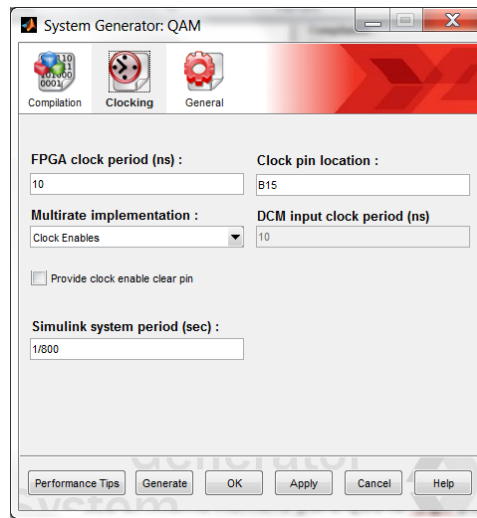 System Generator: QAM
Compilation
Clocking
General
FPGA clock period (ns) :
Clock pin location :
10
B15
Multirate implementation :
DCM input clock period (ns)
Clock Enables
10
Provide clock enable clear pin
Simulink system period (sec) :
1/800
Performance Tips
Generate
OK
Apply
Cancel
Help